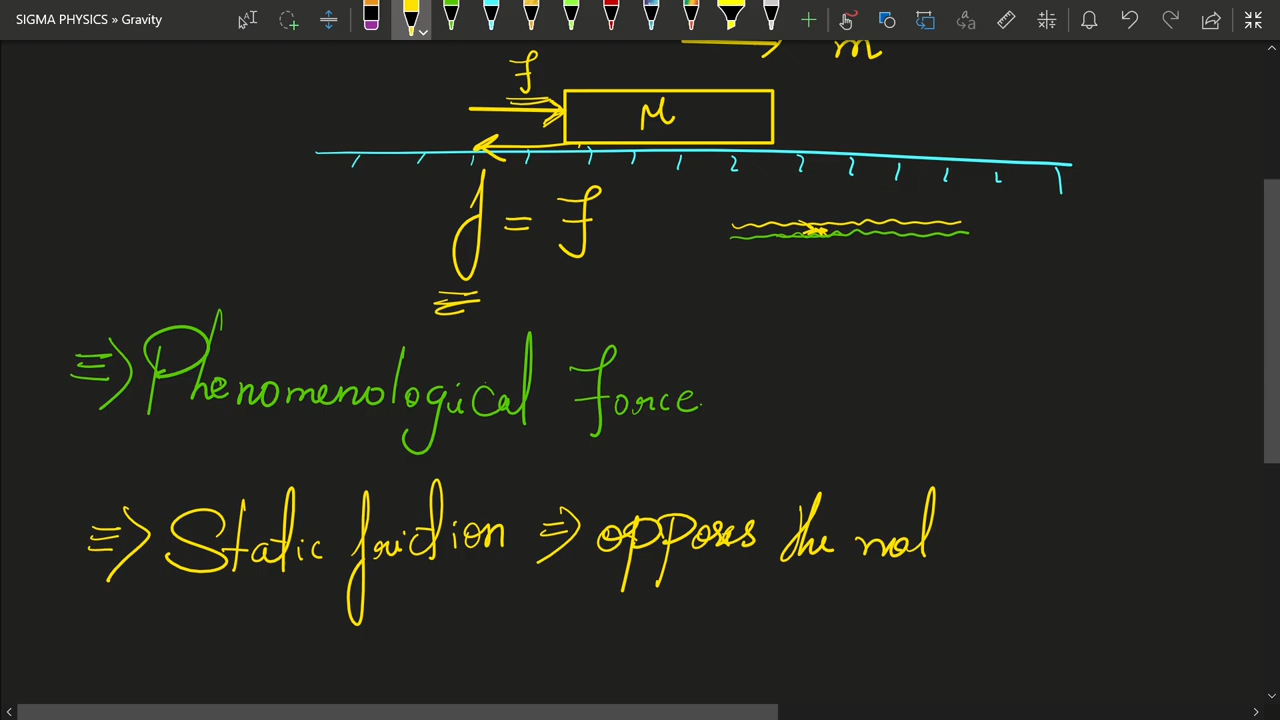 SIGMA PHYSICS » Gravity
m
F
M
f = F
⇒ Phenomenological force.
⇒ Static friction ⇒ opposes the